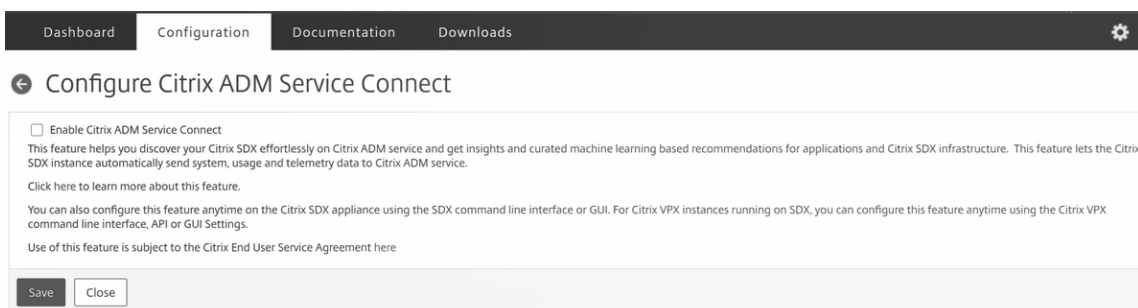 Dashboard Configuration Documentation Downloads
Configure Citrix ADM Service Connect
Enable Citrix ADM Service Connect
This feature helps you discover your Citrix SDX effortlessly on Citrix ADM service and get insights and curated machine learning based recommendations for applications and Citrix SDX infrastructure. This feature lets the Citrix
SDX instance automatically send system, usage and telemetry data to Citrix ADM service.
Click here to learn more about this feature.
You can also configure this feature anytime on the Citrix SDX appliance using the SDX command line interface or GUI. For Citrix VPX instances running on SDX, you can configure this feature anytime using the Citrix VPX
command line interface, API or GUI Settings.
Use of this feature is subject to the Citrix End User Service Agreement here
Save Close